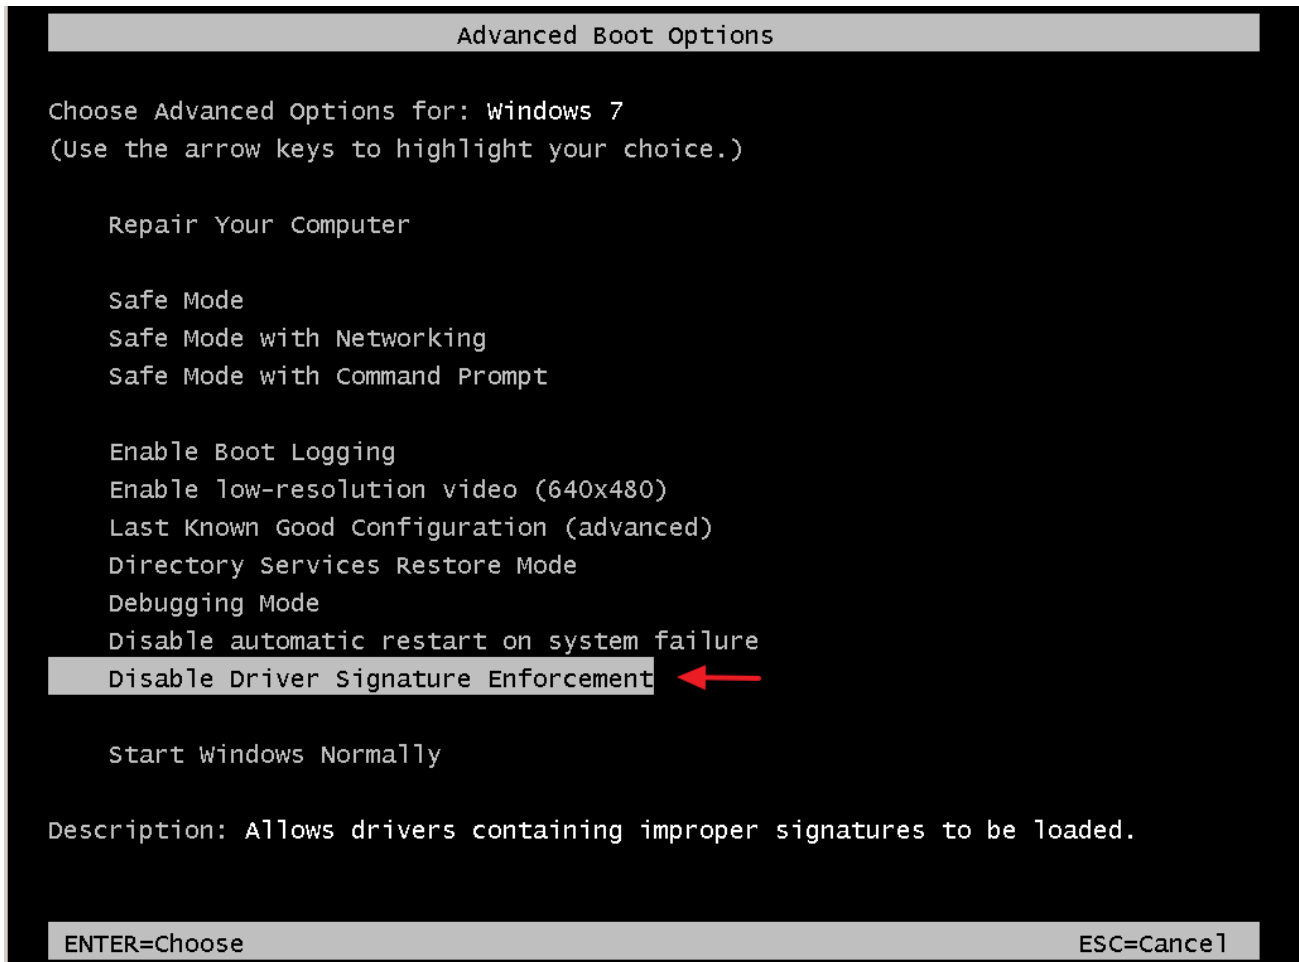 Advanced Boot Options
Choose Advanced Options for: Windows 7
(Use the arrow keys to highlight your choice.)
Repair Your Computer
Safe Mode
Safe Mode with Networking
Safe Mode with Command Prompt
Enable Boot Logging
Enable low-resolution video (640x480)
Last Known Good Configuration (advanced)
Directory Services Restore Mode
Debugging Mode
Disable automatic restart on system failure
Disable Driver Signature Enforcement
Start Windows Normally
Description: Allows drivers containing improper signatures to be loaded.
ENTER=Choose ESC=Cancel